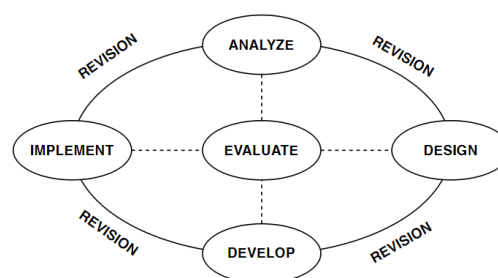 REVISION
ANALYZE
REVISION
IMPLEMENT
EVALUATE
DESIGN
REVISION
DEVELOP
REVISION